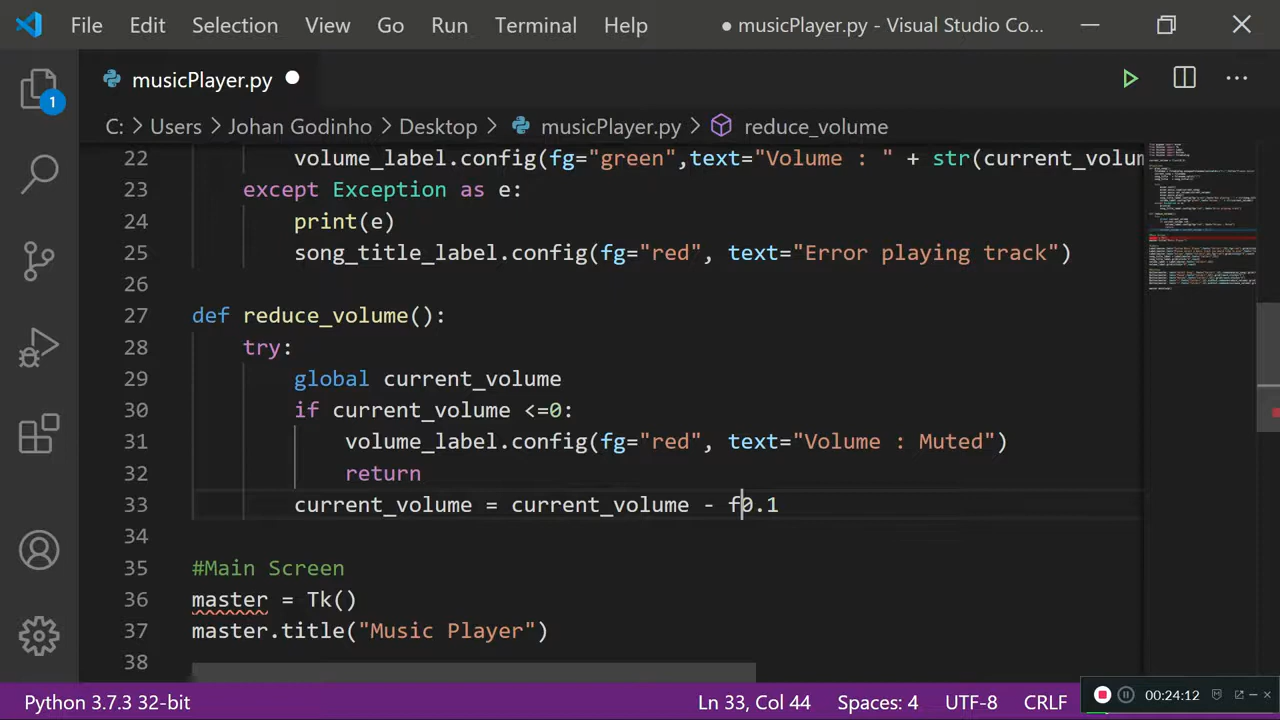 File Edit Selection View Go Run Terminal Help ● musicPlayer.py - Visual Studio Co...
1
musicPlayer.py ●
C: > Users > Johan Godinho > Desktop > musicPlayer.py > reduce_volume
22 volume_label.config(fg="green",text="Volume : " + str(current_volum
23 except Exception as e:
24 print(e)
25 song_title_label.config(fg="red", text="Error playing track")
26
27 def reduce_volume():
28 try:
29 global current_volume
30 if current_volume <=0:
31 volume_label.config(fg="red", text="Volume : Muted")
32 return
33 current_volume = current_volume - f0.1
34
35 #Main Screen
36 master = Tk()
37 master.title("Music Player")
38
Python 3.7.3 32-bit Ln 33, Col 44 Spaces: 4 UTF-8 CRLF 00:24:12